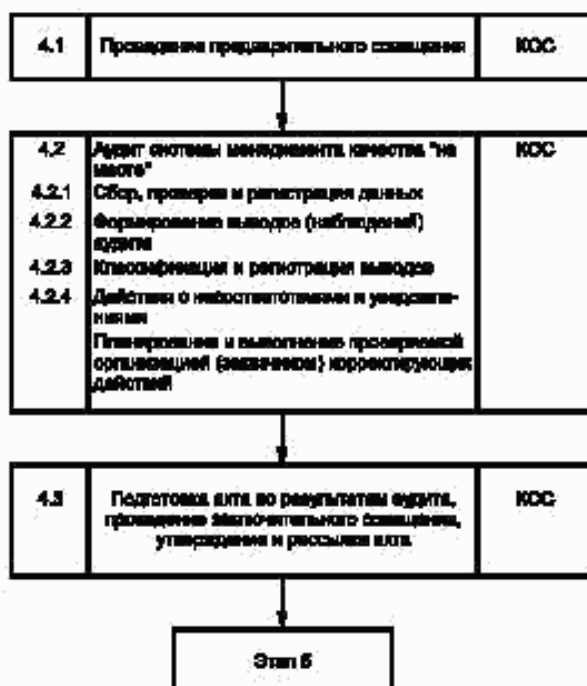 4.1 Проведение предварительного совещания КОС
4.2 Аудит системы менеджмента качества "на КОС
месте"
4.2.1 Сбор, проверка и регистрация данных
4.2.2 Формирование выводов (наблюдений)
аудита
4.2.3 Классификация и регистрация выводов
4.2.4 Действия с несоответствиями и уведомле-
ниями
Планирование и выполнение проверяемой
организацией (заказчиком) корректирующих
действий
4.3 Подготовка акта по результатам аудита, КОС
проведение заключительного совещания,
утверждение и рассылка акта
Этап 5